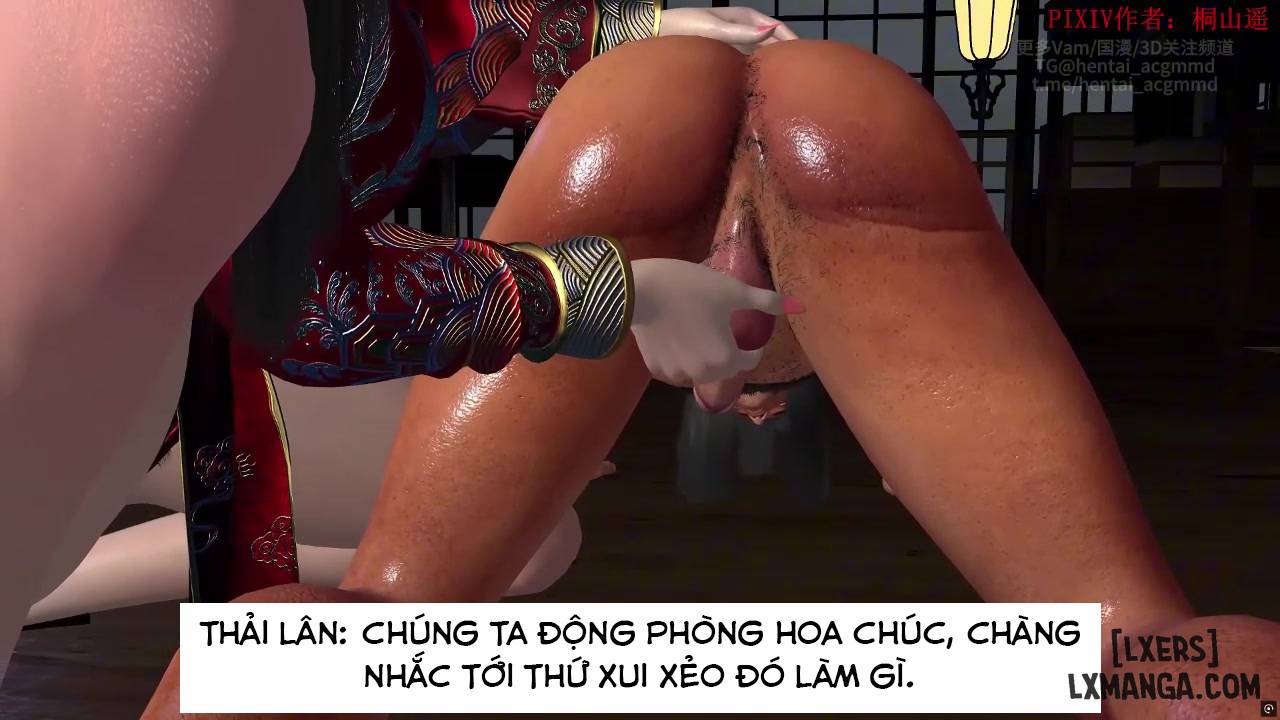 PIXIV作者：桐山遥
更多Vam/国漫/3D关注频道
TG@hentai_acgmmd
t.me/hentai_acgmmd
THẢI LÂN: CHÚNG TA ĐỘNG PHÒNG HOA CHÚC, CHÀNG
NHẮC TỚI THỨ XUI XẺO ĐÓ LÀM GÌ.
[LXERS]
LXMANGA.COM